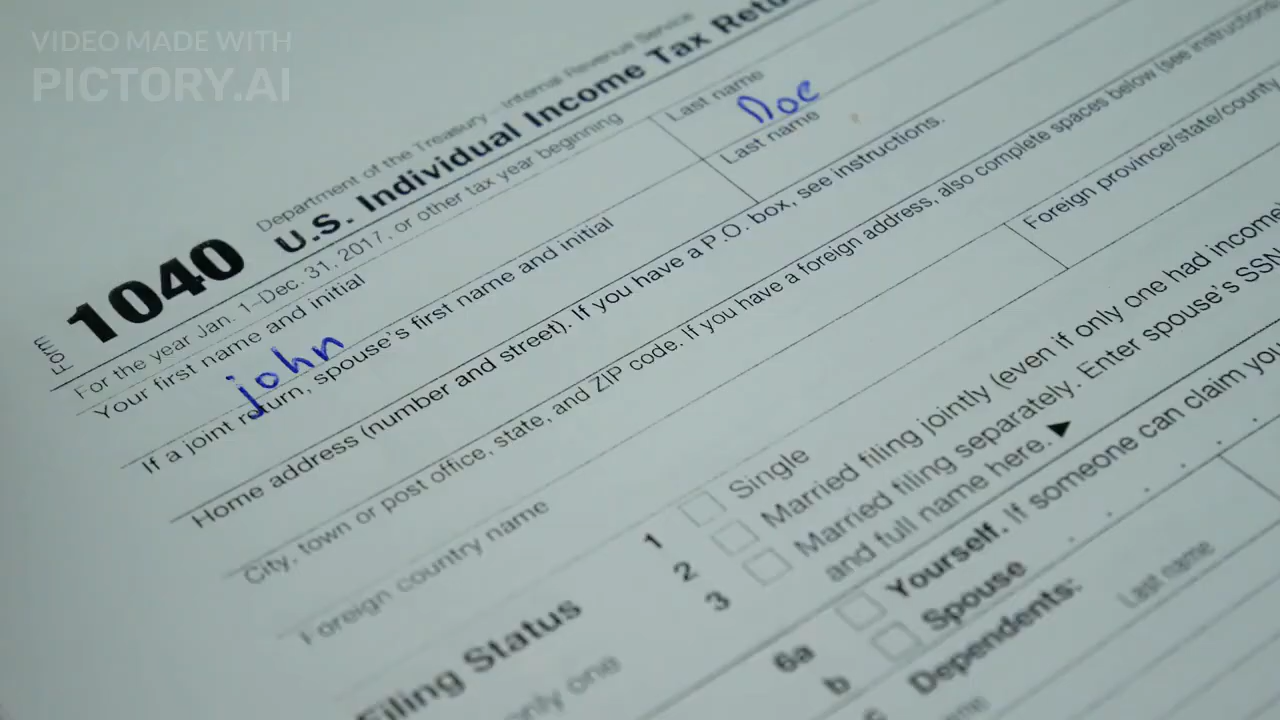 VIDEO MADE WITH
PICTORY.AI
Department of the Treasury Internal Revenue Service
Form 1040 U.S. Individual Income Tax Retu
For the year Jan. 1–Dec. 31, 2017, or other tax year beginning
Your first name and initial Last name
john Doe
If a joint return, spouse's first name and initial Last name
Home address (number and street). If you have a P.O. box, see instructions.
City, town or post office, state, and ZIP code. If you have a foreign address, also complete spaces below (see instructions
Foreign country name Foreign province/state/county
Filing Status 1 Single
2 Married filing jointly (even if only one had income
only one 3 Married filing separately. Enter spouse's SSN
and full name here. ▶
6a Yourself. If someone can claim you
b Spouse
c Dependents:
name Last name